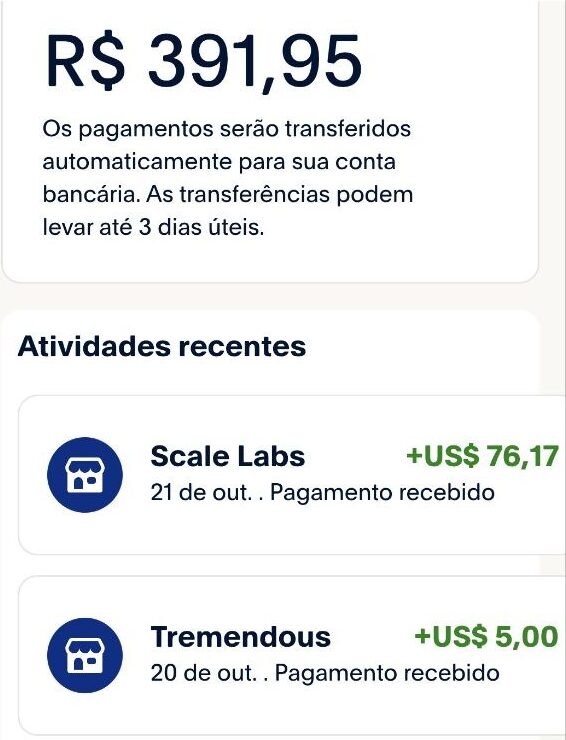 R$ 391,95
Os pagamentos serão transferidos
automaticamente para sua conta
bancária. As transferências podem
levar até 3 dias úteis.
Atividades recentes
Scale Labs +US$ 76,17
21 de out. . Pagamento recebido
Tremendous +US$ 5,00
20 de out. . Pagamento recebido